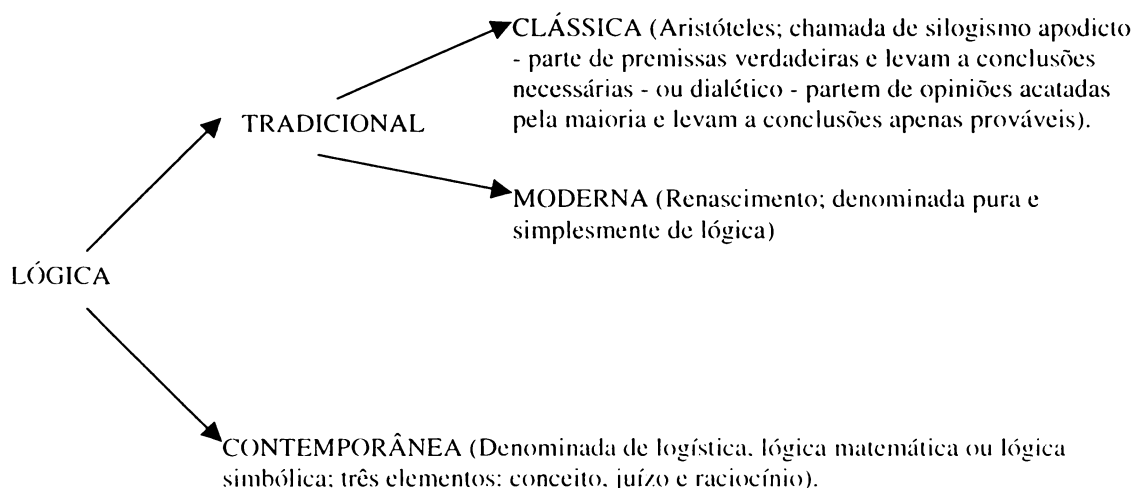 CLÁSSICA (Aristóteles; chamada de silogismo apodicto
- parte de premissas verdadeiras e levam a conclusões
necessárias - ou dialético - partem de opiniões acatadas
pela maioria e levam a conclusões apenas prováveis).
TRADICIONAL
MODERNA (Renascimento; denominada pura e
simplesmente de lógica)
LÓGICA
CONTEMPORÂNEA (Denominada de logística, lógica matemática ou lógica
simbólica; três elementos: conceito, juízo e raciocínio).